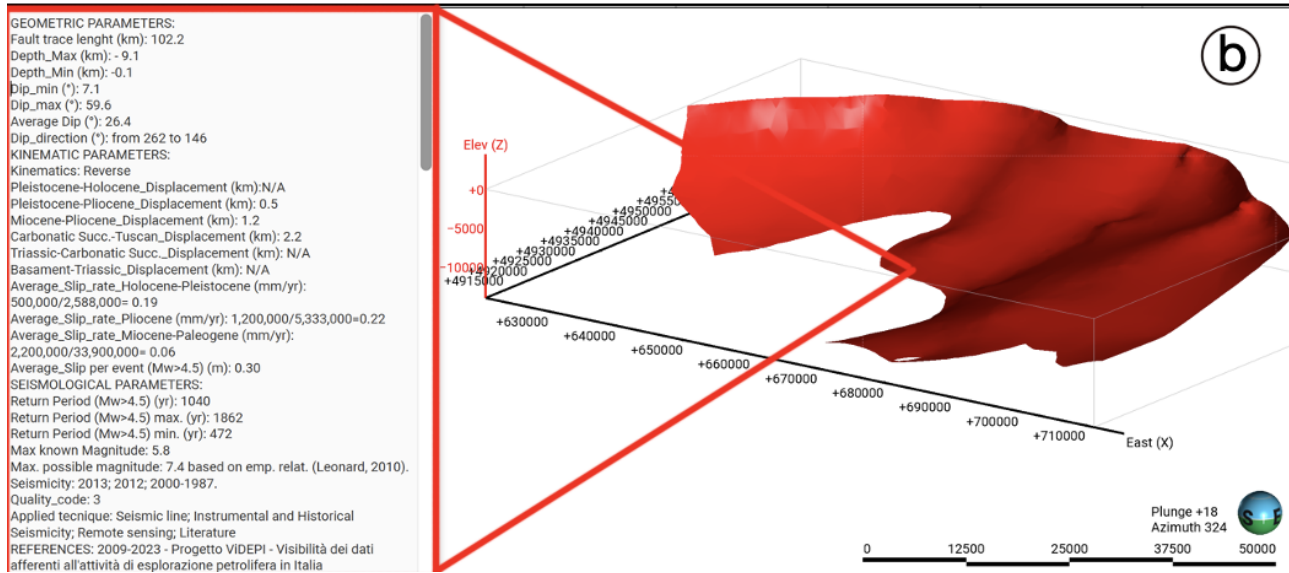 GEOMETRIC PARAMETERS:
Fault trace lenght (km): 102.2
Depth_Max (km): - 9.1
Depth_Min (km): -0.1
Dip_min (°): 7.1
Dip_max (°): 59.6
Average Dip (°): 26.4
Dip_direction (°): from 262 to 146
KINEMATIC PARAMETERS:
Kinematics: Reverse
Pleistocene-Holocene_Displacement (km):N/A
Pleistocene-Pliocene_Displacement (km): 0.5
Miocene-Pliocene_Displacement (km): 1.2
Carbonatic Succ.-Tuscan_Displacement (km): 2.2
Triassic-Carbonatic Succ._Displacement (km): N/A
Basament-Triassic_Displacement (km): N/A
Average_Slip_rate_Holocene-Pleistocene (mm/yr):
500,000/2,588,000= 0.19
Average_Slip_rate_Pliocene (mm/yr): 1,200,000/5,333,000=0.22
Average_Slip_rate_Miocene-Paleogene (mm/yr):
2,200,000/33,900,000= 0.06
Average_Slip per event (Mw>4.5) (m): 0.30
SEISMOLOGICAL PARAMETERS:
Return Period (Mw>4.5) (yr): 1040
Return Period (Mw>4.5) max. (yr): 1862
Return Period (Mw>4.5) min. (yr): 472
Max known Magnitude: 5.8
Max. possible magnitude: 7.4 based on emp. relat. (Leonard, 2010).
Seismicity: 2013; 2012; 2000-1987.
Quality_code: 3
Applied tecnique: Seismic line; Instrumental and Historical
Seismicity; Remote sensing; Literature
REFERENCES: 2009-2023 - Progetto ViDEPI - Visibilità dei dati
afferenti all'attività di esplorazione petrolifera in Italia
b
Elev (Z)
+0
−5000
−10000
+4955000
+4950000
+4945000
+4940000
+4935000
+4930000
+4925000
+4920000
+4915000
+630000
+640000
+650000
+660000
+670000
+680000
+690000
+700000
+710000
East (X)
Plunge +18
Azimuth 324
S E
0 12500 25000 37500 50000